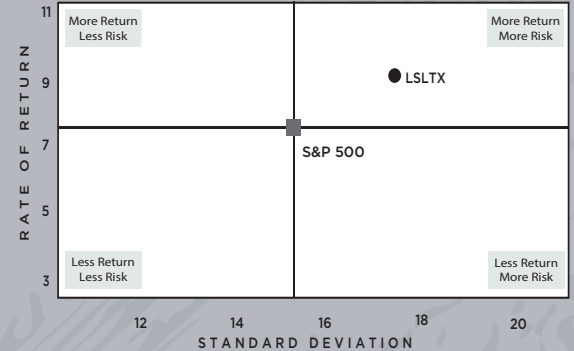 11
More Return
Less Risk
More Return
More Risk
9
LSLTX
7
S&P 500
5
Less Return
Less Risk
Less Return
More Risk
3
RATE OF RETURN
12 14 16 18 20
STANDARD DEVIATION